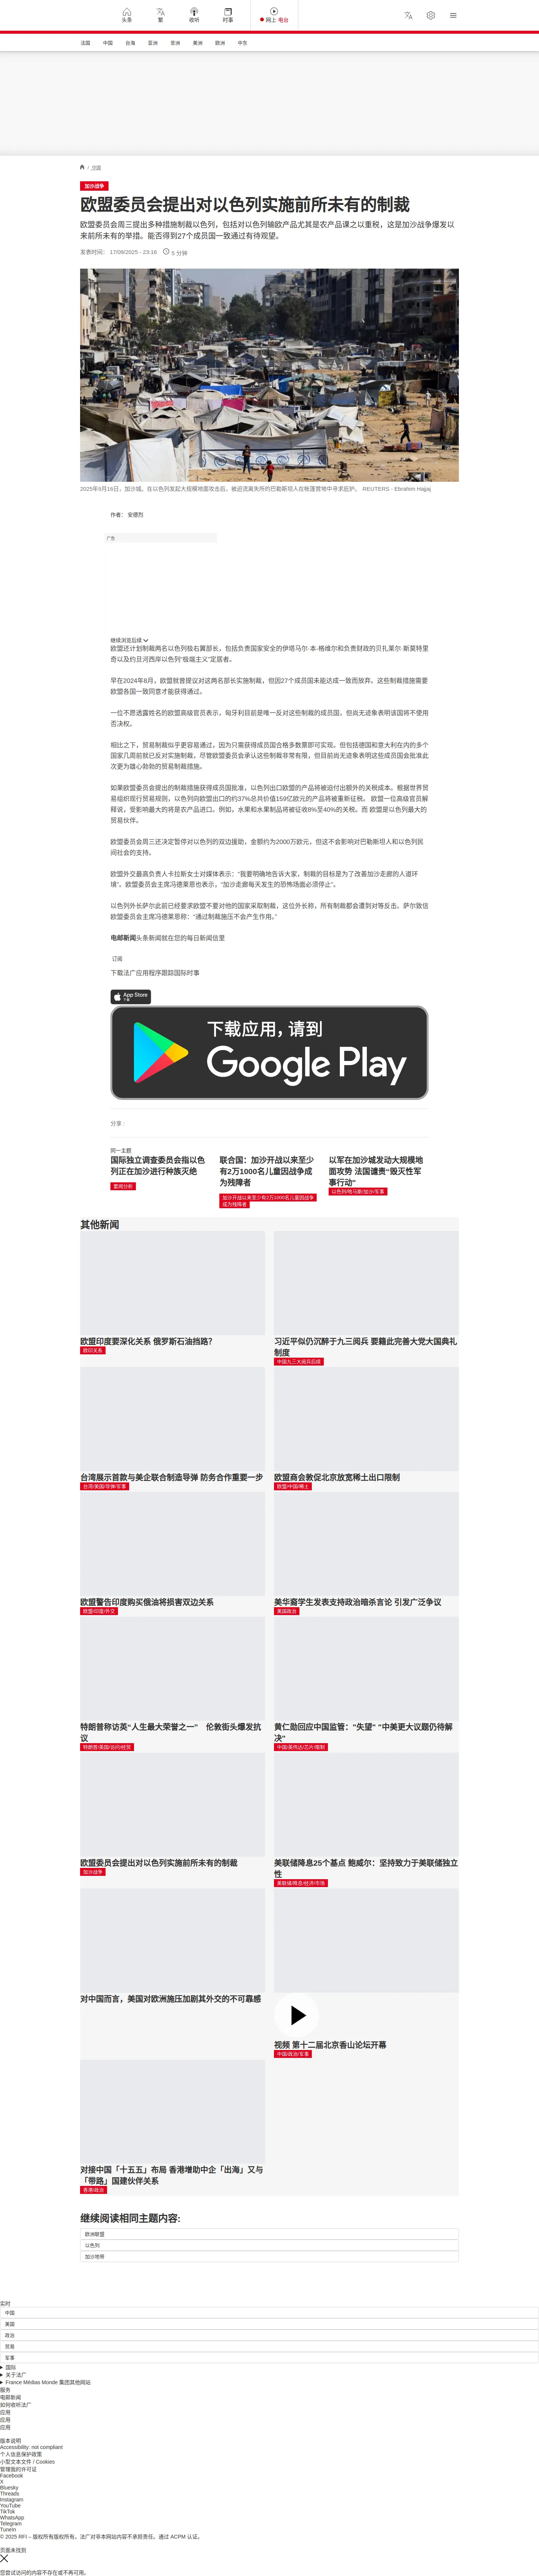 头条
繁
收听
时事
网上 电台
法国
中国
台海
亚洲
非洲
美洲
欧洲
中东
/ 中国
加沙战争
欧盟委员会提出对以色列实施前所未有的制裁
欧盟委员会周三提出多种措施制裁以色列，包括对以色列输欧产品尤其是农产品课之以重税，这是加沙战争爆发以来前所未有的举措。能否得到27个成员国一致通过有待观望。
发表时间： 17/09/2025 - 23:16
5 分钟
2025年9月16日，加沙城。在以色列发起大规模地面攻击后，被迫流离失所的巴勒斯坦人在帐篷营地中寻求庇护。 REUTERS - Ebrahim Hajjaj
作者： 安德烈
广告
继续浏览后续
欧盟还计划制裁两名以色列极右翼部长，包括负责国家安全的伊塔马尔·本-格维尔和负责财政的贝扎莱尔·斯莫特里奇以及约旦河西岸以色列“极端主义”定居者。
早在2024年8月，欧盟就曾提议对这两名部长实施制裁，但因27个成员国未能达成一致而放弃。这些制裁措施需要欧盟各国一致同意才能获得通过。
一位不愿透露姓名的欧盟高级官员表示，匈牙利目前是唯一反对这些制裁的成员国，但尚无迹象表明该国将不使用否决权。
相比之下，贸易制裁似乎更容易通过，因为只需获得成员国合格多数票即可实现。但包括德国和意大利在内的多个国家几周前就已反对实施制裁，尽管欧盟委员会承认这些制裁非常有限，但目前尚无迹象表明这些成员国会批准此次更为雄心勃勃的贸易制裁措施。
如果欧盟委员会提出的制裁措施获得成员国批准，以色列出口欧盟的产品将被迫付出额外的关税成本。根据世界贸易组织现行贸易规则，以色列向欧盟出口的约37%总共价值159亿欧元的产品将被重新征税。 欧盟一位高级官员解释说，受影响最大的将是农产品进口。例如，水果和水果制品将被征收8%至40%的关税。而 欧盟是以色列最大的贸易伙伴。
欧盟委员会周三还决定暂停对以色列的双边援助，金额约为2000万欧元，但这不会影响对巴勒斯坦人和以色列民间社会的支持。
欧盟外交最高负责人卡拉斯女士对媒体表示：“我要明确地告诉大家，制裁的目标是为了改善加沙走廊的人道环境”。欧盟委员会主席冯德莱恩也表示，“加沙走廊每天发生的恐怖场面必须停止”。
以色列外长萨尔此前已经要求欧盟不要对他的国家采取制裁，这位外长称，所有制裁都会遭到对等反击。萨尔致信欧盟委员会主席冯德莱恩称：“通过制裁施压不会产生作用。”
电邮新闻头条新闻就在您的每日新闻信里
订阅
下载法广应用程序跟踪国际时事
App Store
下载应用，请到
Google Play
分享 :
同一主题
国际独立调查委员会指以色列正在加沙进行种族灭绝
要闻分析
联合国：加沙开战以来至少有2万1000名儿童因战争成为残障者
加沙开战以来至少有2万1000名儿童因战争成为残障者
以军在加沙城发动大规模地面攻势 法国谴责"毁灭性军事行动"
以色列/哈马斯/加沙/军事
其他新闻
欧盟印度要深化关系 俄罗斯石油挡路？
欧印关系
习近平似仍沉醉于九三阅兵 要籍此完善大党大国典礼制度
中国九三大阅兵后续
台湾展示首款与美企联合制造导弹 防务合作重要一步
台湾/美国/导弹/军事
欧盟商会敦促北京放宽稀土出口限制
欧盟/中国/稀土
欧盟警告印度购买俄油将损害双边关系
欧盟/印度/外交
美华裔学生发表支持政治暗杀言论 引发广泛争议
美国政治
特朗普称访英“人生最大荣誉之一” 伦敦街头爆发抗议
特朗普/英国/访问/经贸
黄仁勋回应中国监管："失望" "中美更大议题仍待解决"
中国/英伟达/芯片/限制
欧盟委员会提出对以色列实施前所未有的制裁
加沙战争
美联储降息25个基点 鲍威尔：坚持致力于美联储独立性
美联储/降息/经济/市场
对中国而言，美国对欧洲施压加剧其外交的不可靠感
视频 第十二届北京香山论坛开幕
中国/政治/军事
对接中国「十五五」布局 香港增助中企「出海」又与「带路」国建伙伴关系
香港/政治
继续阅读相同主题内容:
欧洲联盟
以色列
加沙地带
实时
中国
美国
政治
贸易
军事
国际
关于法广
France Médias Monde 集团其他网站
服务
电邮新闻
如何收听法广
应用
应用
应用
版本说明
Accessibility: not compliant
个人信息保护政策
小型文本文件 / Cookies
管理我的许可证
Facebook
X
Bluesky
Threads
Instagram
YouTube
TikTok
WhatsApp
Telegram
TuneIn
© 2025 RFI – 版权所有版权所有。法广对非本网站内容不承担责任。通过 ACPM 认证。
页面未找到
您尝试访问的内容不存在或不再可用。